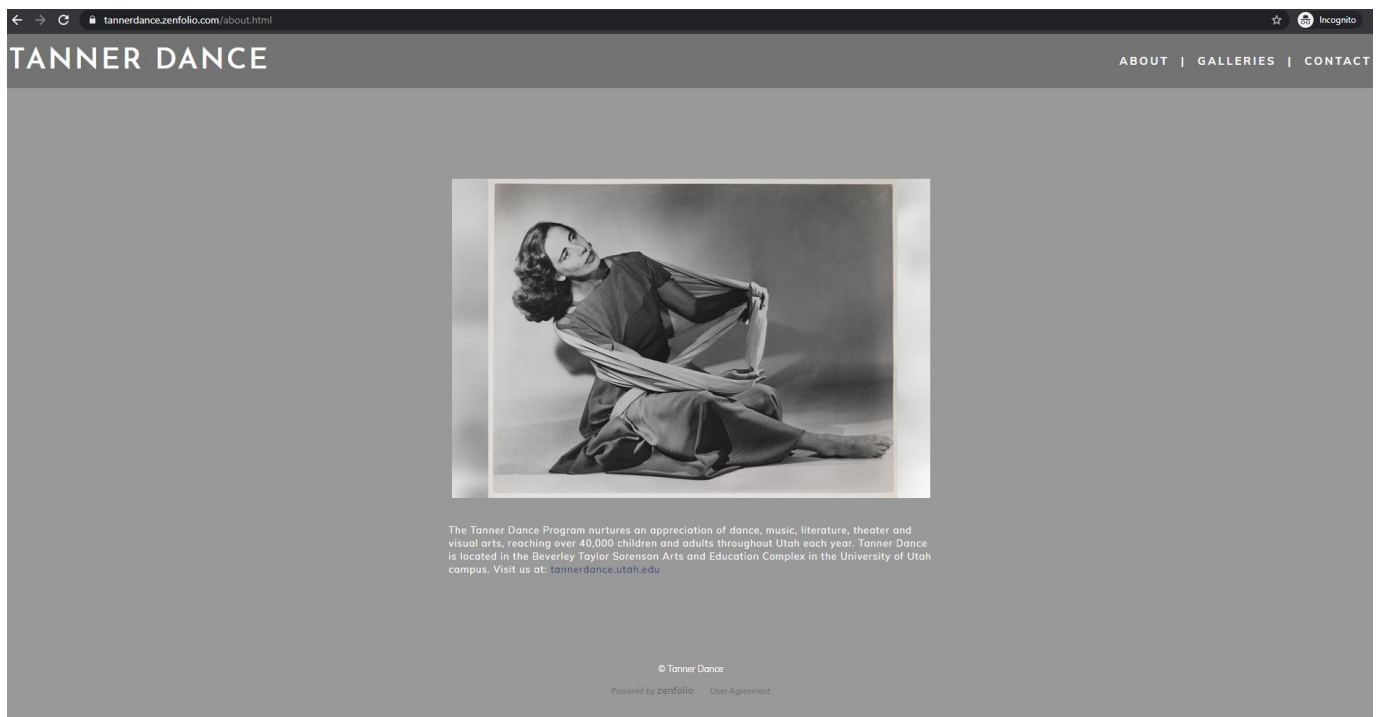 tannerdance.zenfolio.com/about.html
Incognito
TANNER DANCE
ABOUT | GALLERIES | CONTACT
The Tanner Dance Program nurtures an appreciation of dance, music, literature, theater and
visual arts, reaching over 40,000 children and adults throughout Utah each year. Tanner Dance
is located in the Beverley Taylor Sorenson Arts and Education Complex in the University of Utah
campus. Visit us at: tannerdance.utah.edu
© Tanner Dance
Powered by zenfolio User Agreement